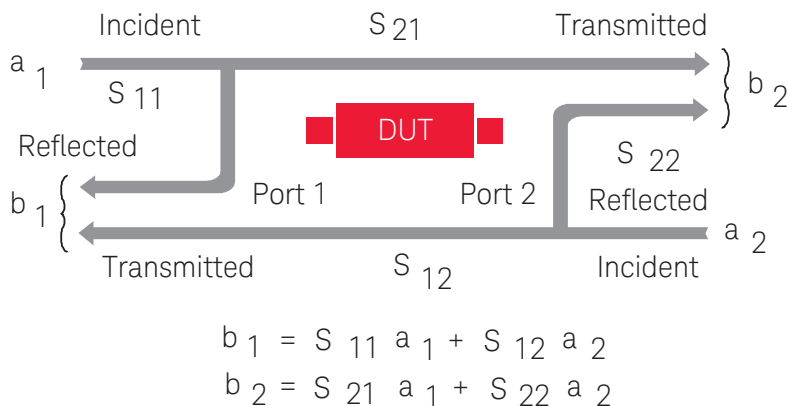 Incident S 21 Transmitted
a 1
S 11
b 2
DUT
Reflected
S 22
b 1
Port 1 Port 2 Reflected
a 2
Transmitted S 12 Incident
b 1 = S 11 a 1 + S 12 a 2
b 2 = S 21 a 1 + S 22 a 2